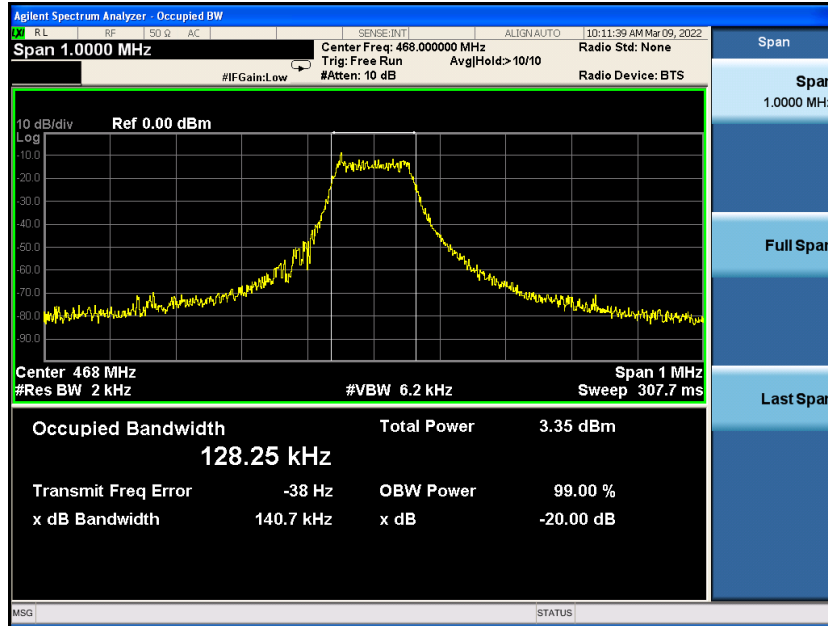 Agilent Spectrum Analyzer - Occupied BW
LXI RL RF 50 Ω AC SENSE:INT ALIGN AUTO 10:11:39 AM Mar 09, 2022
Span 1.0000 MHz
Center Freq: 468.000000 MHz Radio Std: None
Trig: Free Run Avg|Hold:>10/10
#IFGain:Low #Atten: 10 dB Radio Device: BTS
10 dB/div Ref 0.00 dBm
Log
-10.0
-20.0
-30.0
-40.0
-50.0
-60.0
-70.0
-80.0
-90.0
Center 468 MHz Span 1 MHz
#Res BW 2 kHz #VBW 6.2 kHz Sweep 307.7 ms
Occupied Bandwidth Total Power 3.35 dBm
128.25 kHz
Transmit Freq Error -38 Hz OBW Power 99.00 %
x dB Bandwidth 140.7 kHz x dB -20.00 dB
MSG STATUS
Span
Span
1.0000 MHz
Full Span
Last Span